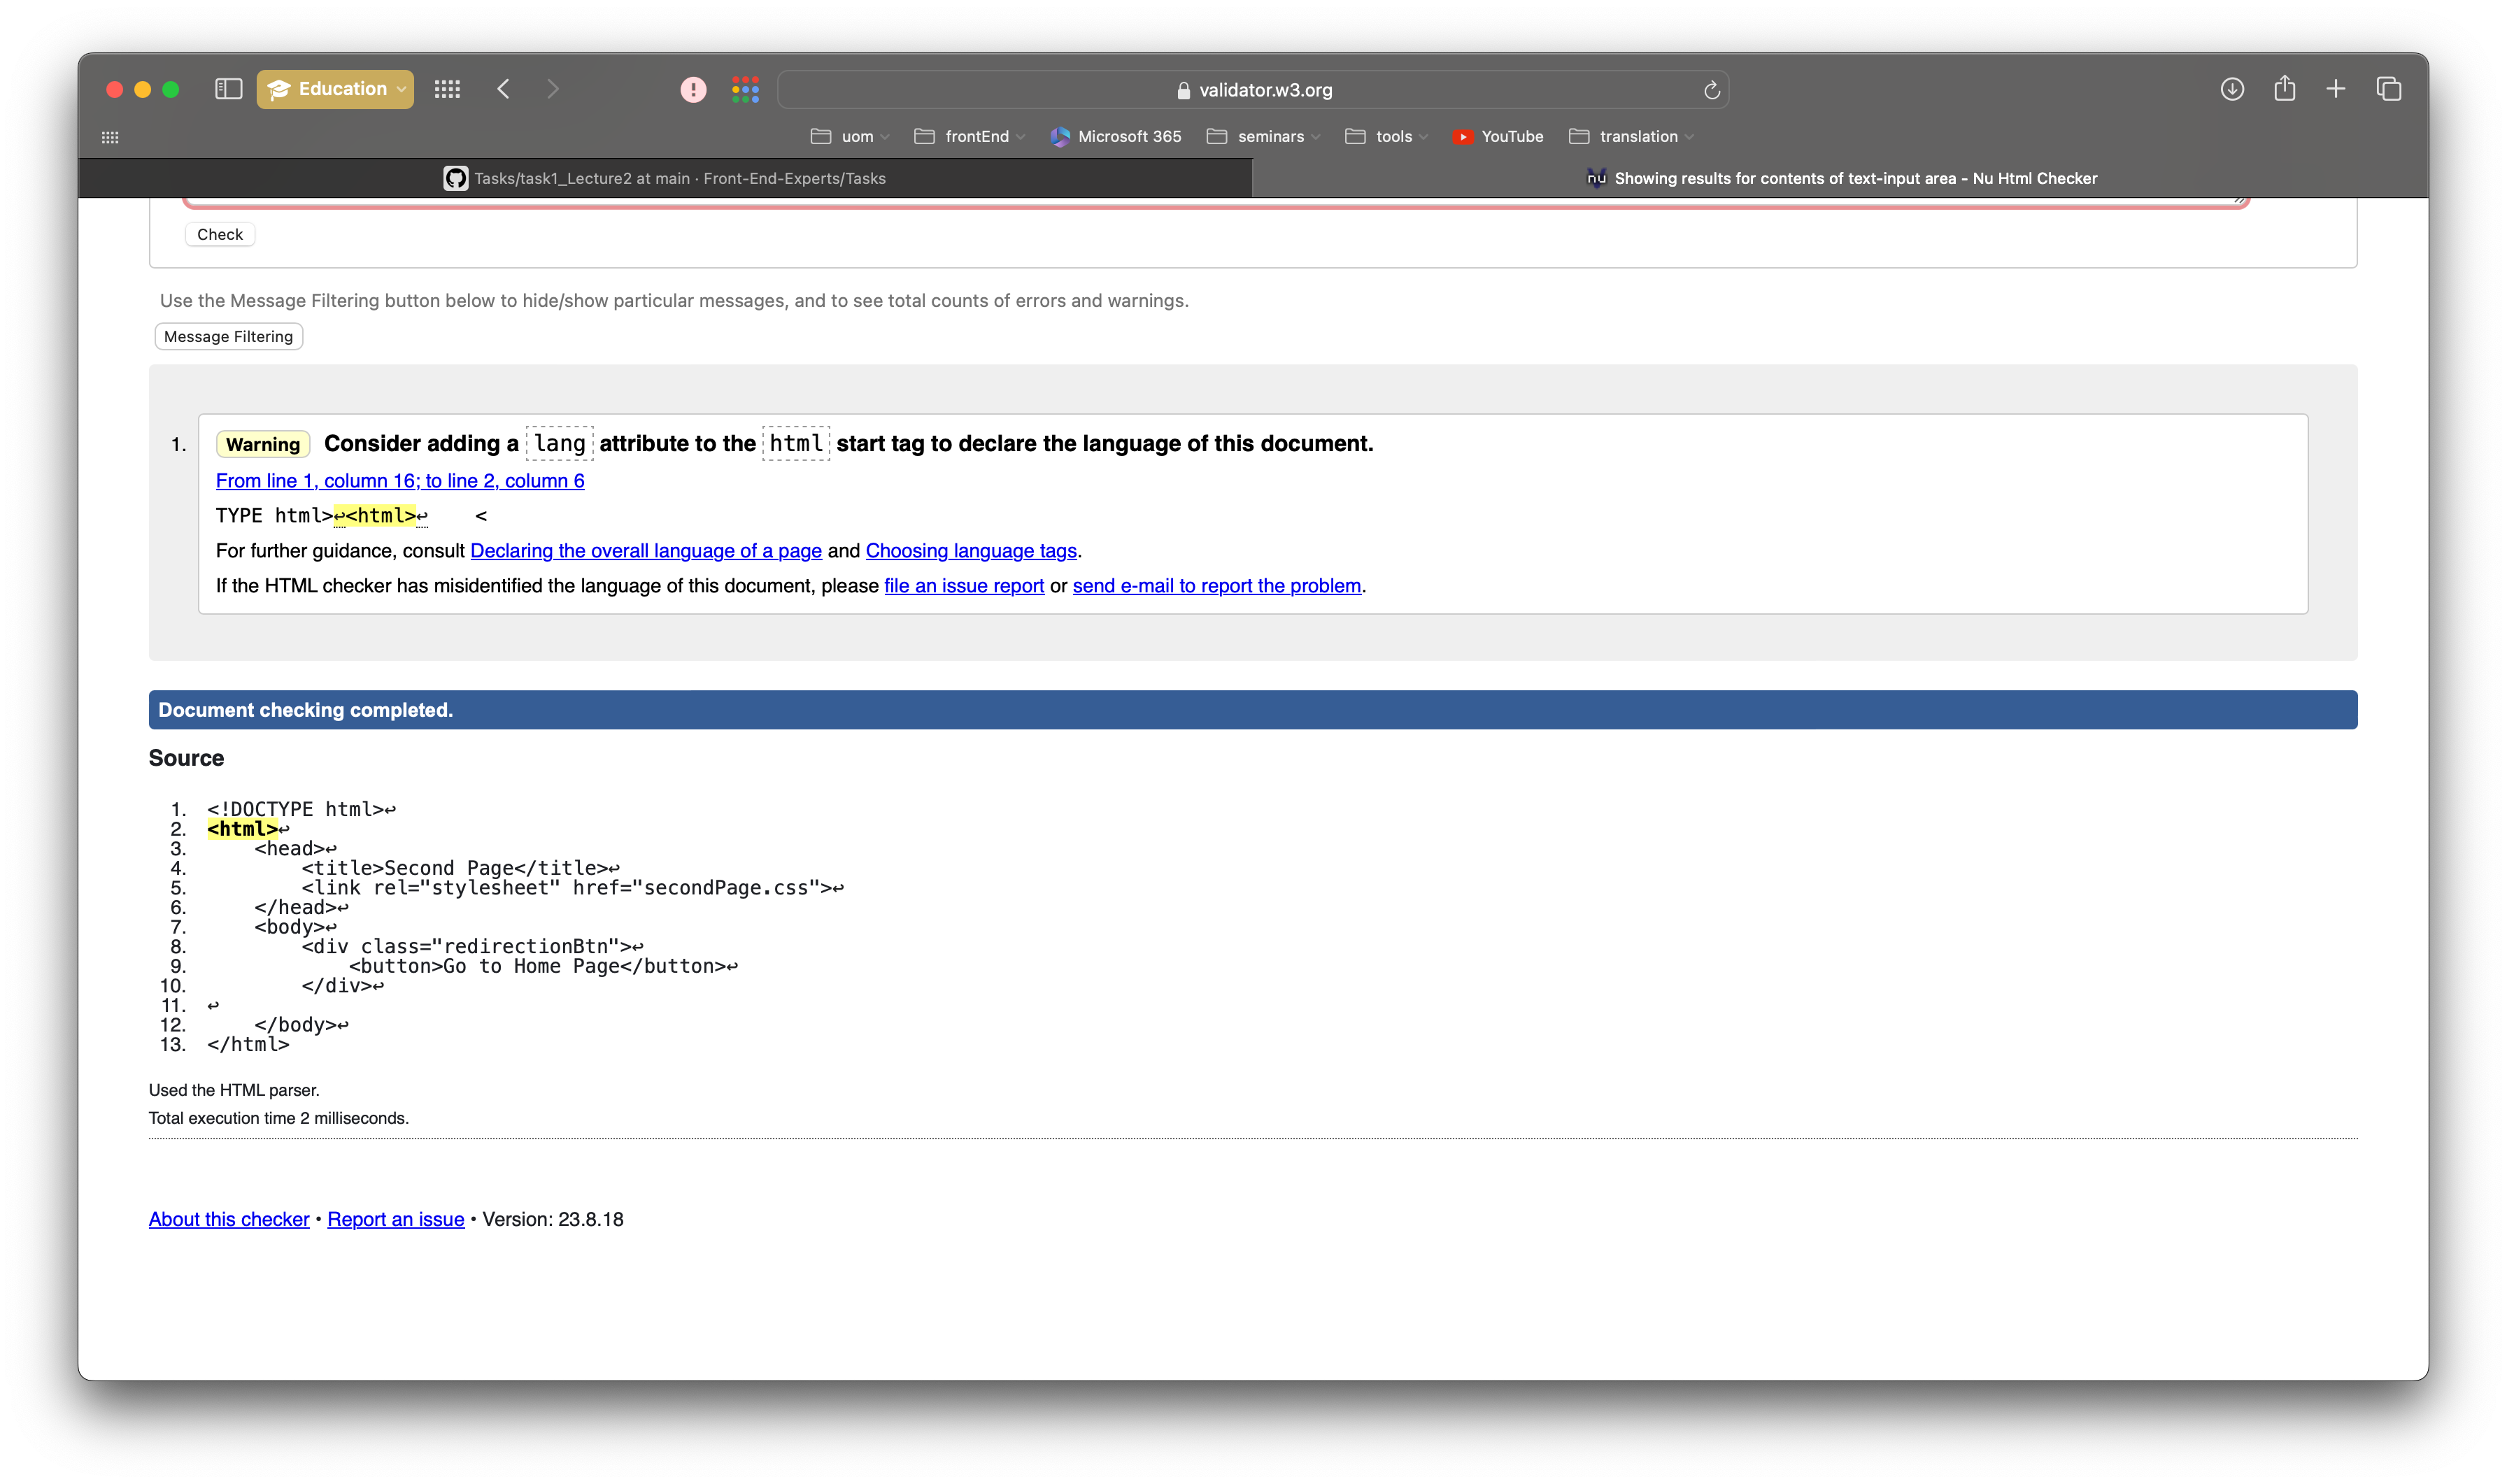 Education
validator.w3.org
uom
frontEnd
Microsoft 365
seminars
tools
YouTube
translation
Tasks/task1_Lecture2 at main · Front-End-Experts/Tasks
nu Showing results for contents of text-input area - Nu Html Checker
Check
Use the Message Filtering button below to hide/show particular messages, and to see total counts of errors and warnings.
Message Filtering
1. Warning Consider adding a lang attribute to the html start tag to declare the language of this document.
From line 1, column 16; to line 2, column 6
TYPE html>↩<html>↩    <
For further guidance, consult Declaring the overall language of a page and Choosing language tags.
If the HTML checker has misidentified the language of this document, please file an issue report or send e-mail to report the problem.
Document checking completed.
Source
1. <!DOCTYPE html>↩
2. <html>↩
3.     <head>↩
4.         <title>Second Page</title>↩
5.         <link rel="stylesheet" href="secondPage.css">↩
6.     </head>↩
7.     <body>↩
8.         <div class="redirectionBtn">↩
9.             <button>Go to Home Page</button>↩
10.         </div>↩
11. ↩
12.     </body>↩
13. </html>
Used the HTML parser.
Total execution time 2 milliseconds.
About this checker • Report an issue • Version: 23.8.18